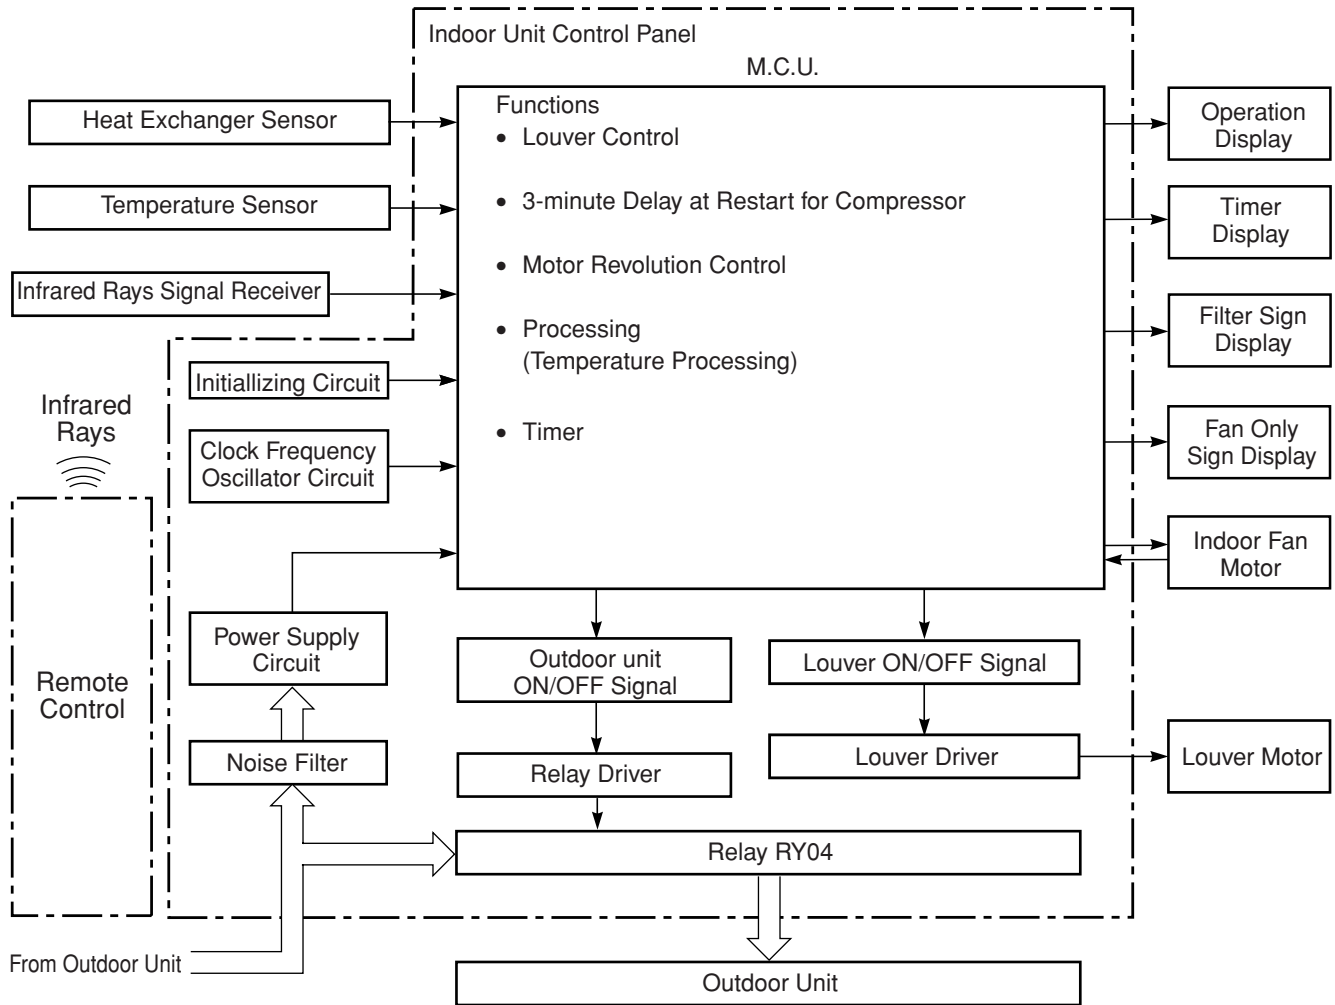 Indoor Unit Control Panel
M.C.U.
Heat Exchanger Sensor
Temperature Sensor
Infrared Rays Signal Receiver
Initiallizing Circuit
Clock Frequency
Oscillator Circuit
Infrared
Rays
Remote
Control
Power Supply
Circuit
Noise Filter
From Outdoor Unit
Functions
• Louver Control
• 3-minute Delay at Restart for Compressor
• Motor Revolution Control
• Processing
(Temperature Processing)
• Timer
Outdoor unit
ON/OFF Signal
Relay Driver
Relay RY04
Outdoor Unit
Louver ON/OFF Signal
Louver Driver
Operation
Display
Timer
Display
Filter Sign
Display
Fan Only
Sign Display
Indoor Fan
Motor
Louver Motor